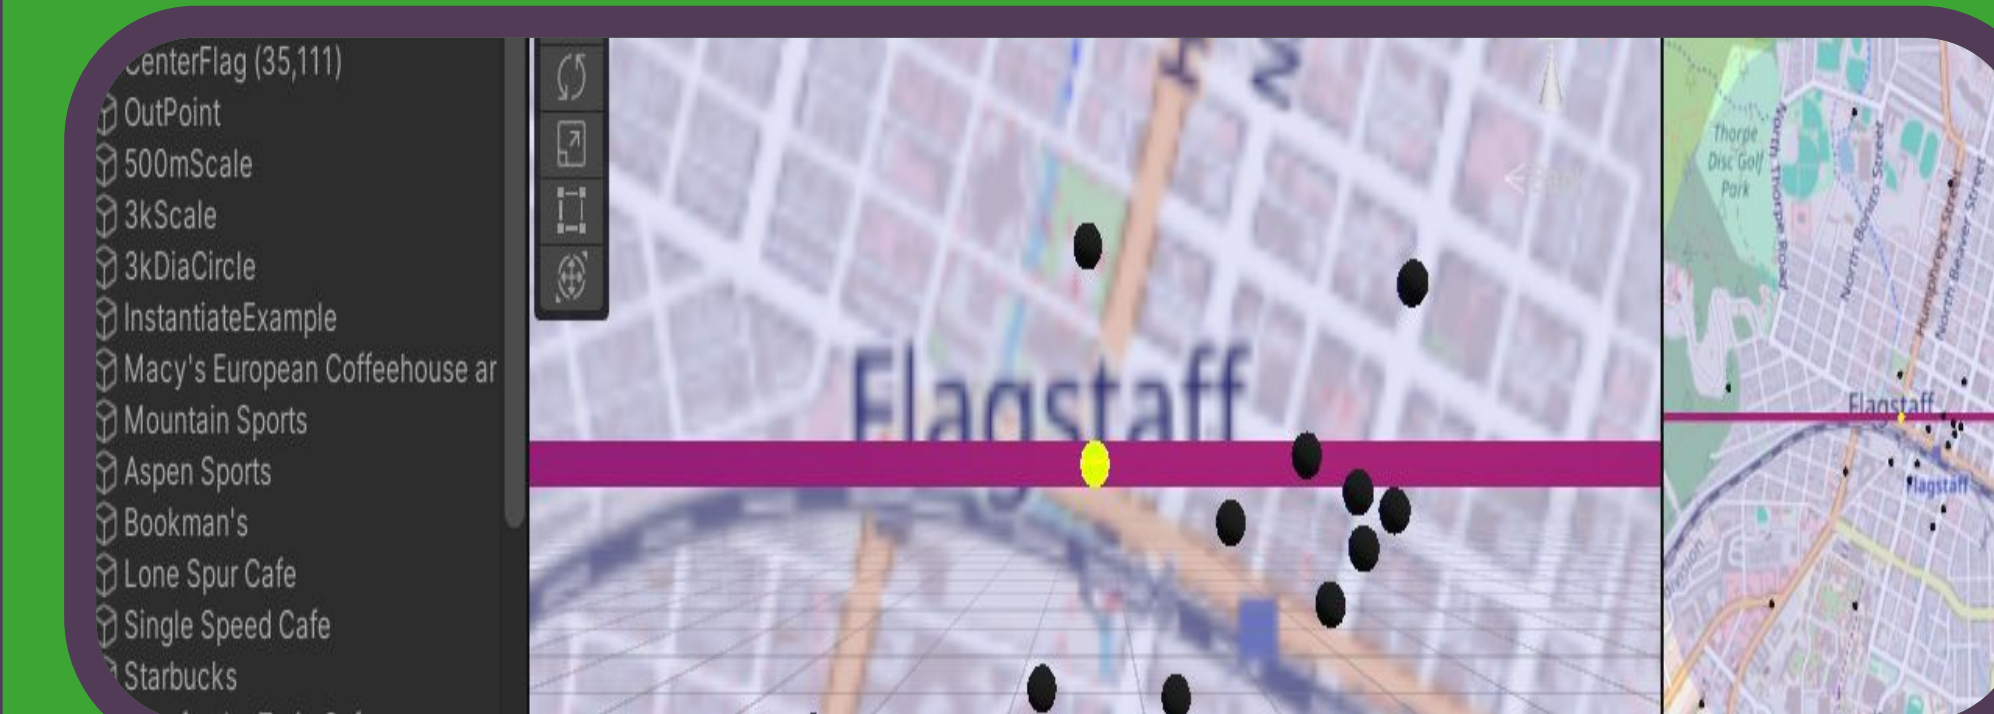 CenterFlag (35,111)
OutPoint
500mScale
3kScale
3kDiaCircle
InstantiateExample
Macy's European Coffeehouse ar
Mountain Sports
Aspen Sports
Bookman's
Lone Spur Cafe
Single Speed Cafe
Starbucks
Flagstaff
Thorpe
Disc Golf
Park
North Thorpe Road
North Bonito Street
Humphreys Street
North Beaver Street
Flagstaff
Flagstaff